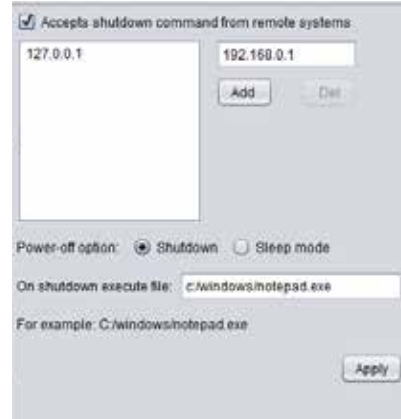 Accepts shutdown command from remote systems
127.0.0.1
192.168.0.1
Add Del
Power-off option: Shutdown Sleep mode
On shutdown execute file: c:/windows/notepad.exe
For example: C:/windows/notepad.exe
Apply